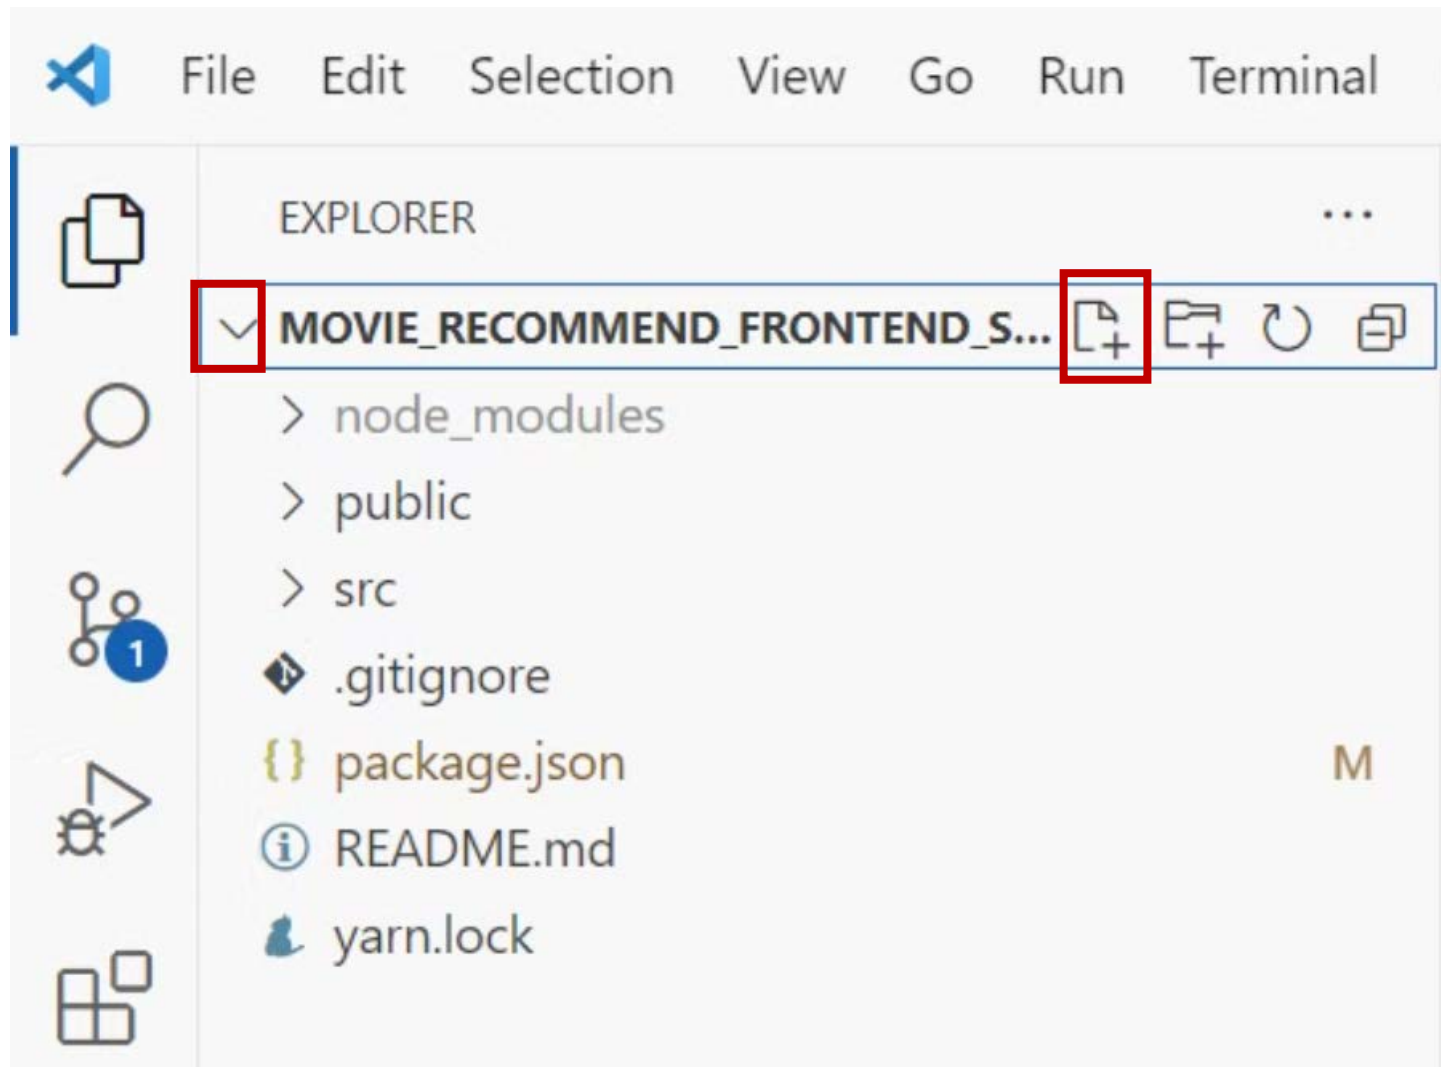 File Edit Selection View Go Run Terminal
EXPLORER ...
MOVIE_RECOMMEND_FRONTEND_S...
node_modules
public
src
1
.gitignore
{} package.json M
README.md
yarn.lock